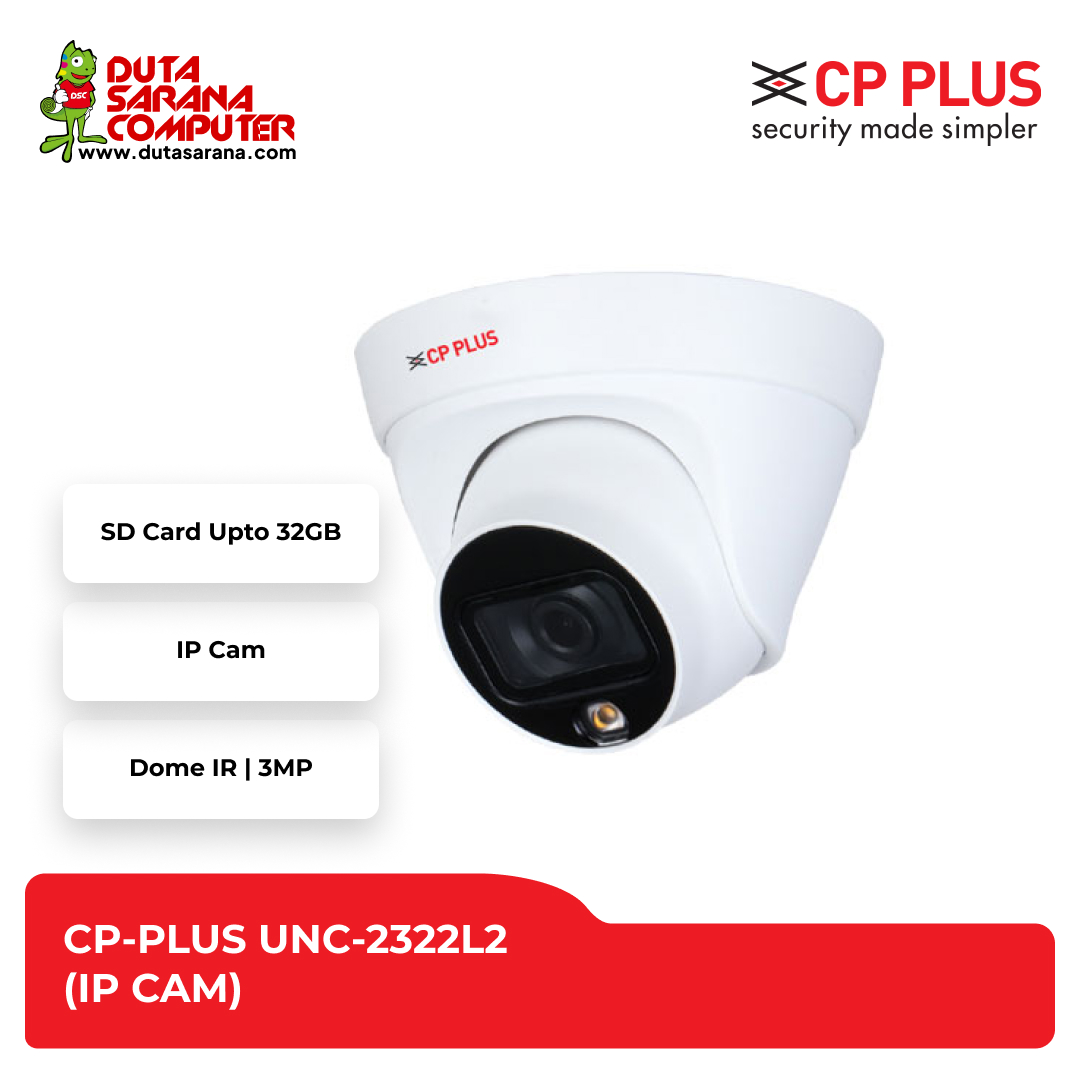 DUTA
SARANA
COMPUTER
DSC
www.dutasarana.com
CP PLUS
security made simpler
CP PLUS
SD Card Upto 32GB
IP Cam
Dome IR | 3MP
CP-PLUS UNC-2322L2
(IP CAM)